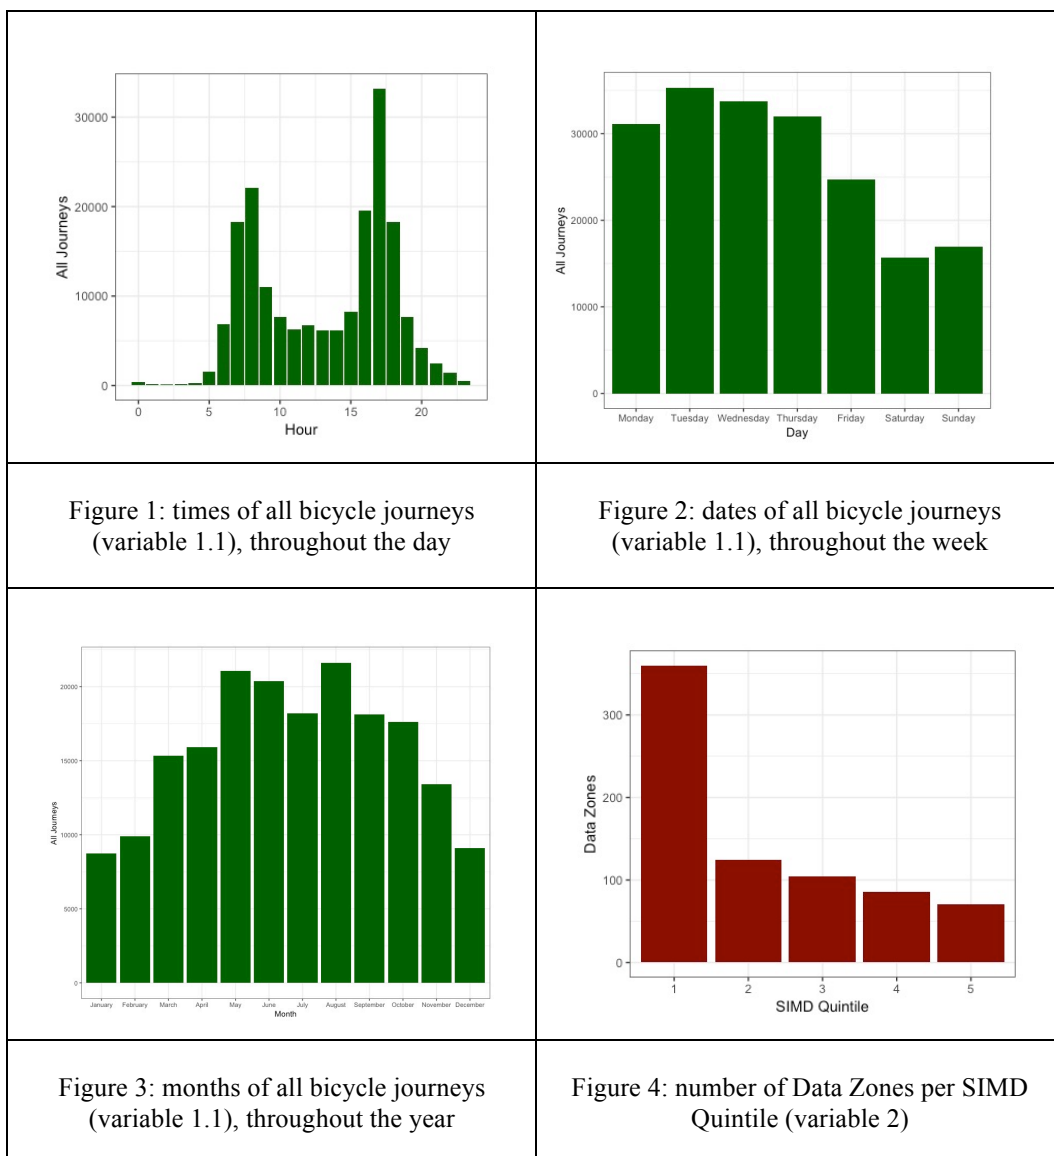 30000
20000
10000
0
All Journeys
0 5 10 15 20
Hour
30000
20000
10000
0
All Journeys
Monday Tuesday Wednesday Thursday Friday Saturday Sunday
Day
Figure 1: times of all bicycle journeys
(variable 1.1), throughout the day
Figure 2: dates of all bicycle journeys
(variable 1.1), throughout the week
20000
15000
10000
5000
0
All Journeys
January February March April May June July August September October November December
Month
300
200
100
0
Data Zones
1 2 3 4 5
SIMD Quintile
Figure 3: months of all bicycle journeys
(variable 1.1), throughout the year
Figure 4: number of Data Zones per SIMD
Quintile (variable 2)